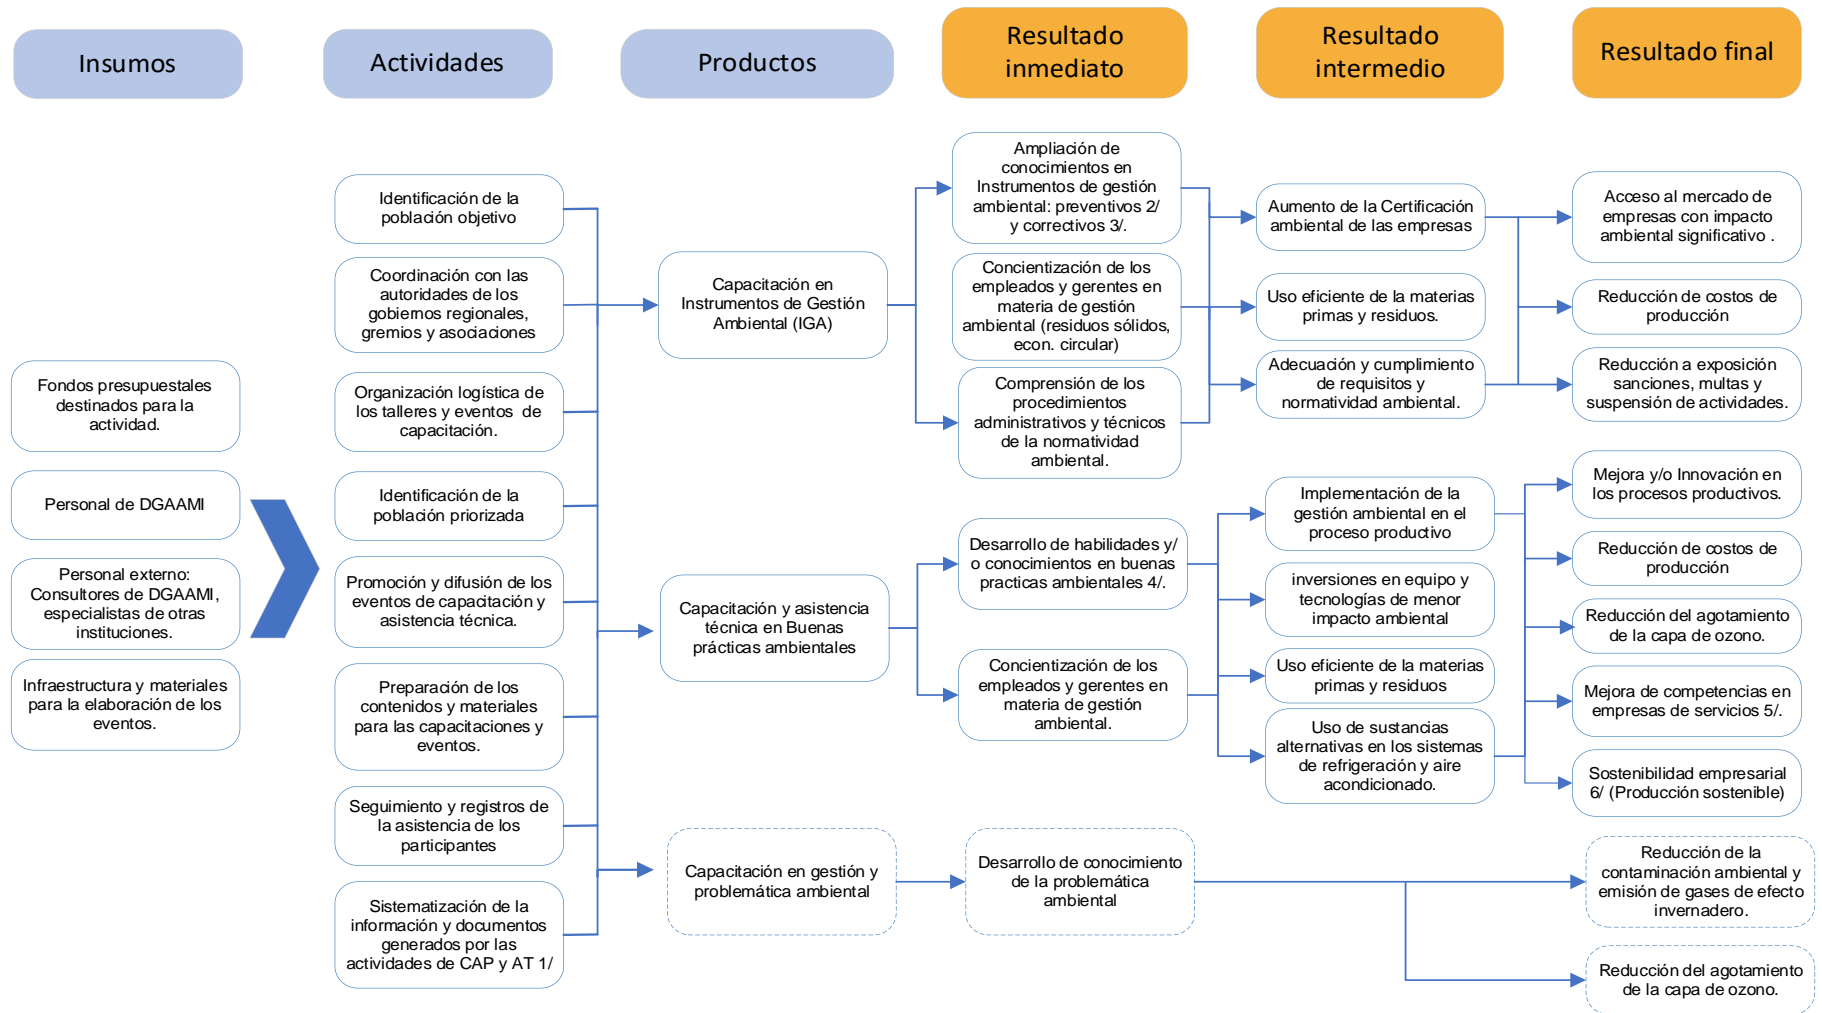 Insumos
Actividades
Productos
Resultado
inmediato
Resultado
intermedio
Resultado final
Fondos presupuestales
destinados para la
actividad.
Personal de DGAAMI
Personal externo:
Consultores de DGAAMI,
especialistas de otras
instituciones.
Infraestructura y materiales
para la elaboración de los
eventos.
Identificación de la
población objetivo
Coordinación con las
autoridades de los
gobiernos regionales,
gremios y asociaciones
Organización logística de
los talleres y eventos de
capacitación.
Identificación de la
población priorizada
Promoción y difusión de los
eventos de capacitación y
asistencia técnica.
Preparación de los
contenidos y materiales
para las capacitaciones y
eventos.
Seguimiento y registros de
la asistencia de los
participantes
Sistematización de la
información y documentos
generados por las
actividades de CAP y AT 1/
Capacitación en
Instrumentos de Gestión
Ambiental (IGA)
Capacitación y asistencia
técnica en Buenas
prácticas ambientales
Capacitación en gestión y
problemática ambiental
Ampliación de
conocimientos en
Instrumentos de gestión
ambiental: preventivos 2/
y correctivos 3/.
Concientización de los
empleados y gerentes en
materia de gestión
ambiental (residuos sólidos,
econ. circular)
Comprensión de los
procedimientos
administrativos y técnicos
de la normatividad
ambiental.
Desarrollo de habilidades y/
o conocimientos en buenas
practicas ambientales 4/.
Concientización de los
empleados y gerentes en
materia de gestión
ambiental.
Desarrollo de conocimiento
de la problemática
ambiental
Aumento de la Certificación
ambiental de las empresas
Uso eficiente de la materias
primas y residuos.
Adecuación y cumplimiento
de requisitos y
normatividad ambiental.
Implementación de la
gestión ambiental en el
proceso productivo
inversiones en equipo y
tecnologías de menor
impacto ambiental
Uso eficiente de la materias
primas y residuos
Uso de sustancias
alternativas en los sistemas
de refrigeración y aire
acondicionado.
Acceso al mercado de
empresas con impacto
ambiental significativo .
Reducción de costos de
producción
Reducción a exposición
sanciones, multas y
suspensión de actividades.
Mejora y/o Innovación en
los procesos productivos.
Reducción de costos de
producción
Reducción del agotamiento
de la capa de ozono.
Mejora de competencias en
empresas de servicios 5/.
Sostenibilidad empresarial
6/ (Producción sostenible)
Reducción de la
contaminación ambiental y
emisión de gases de efecto
invernadero.
Reducción del agotamiento
de la capa de ozono.